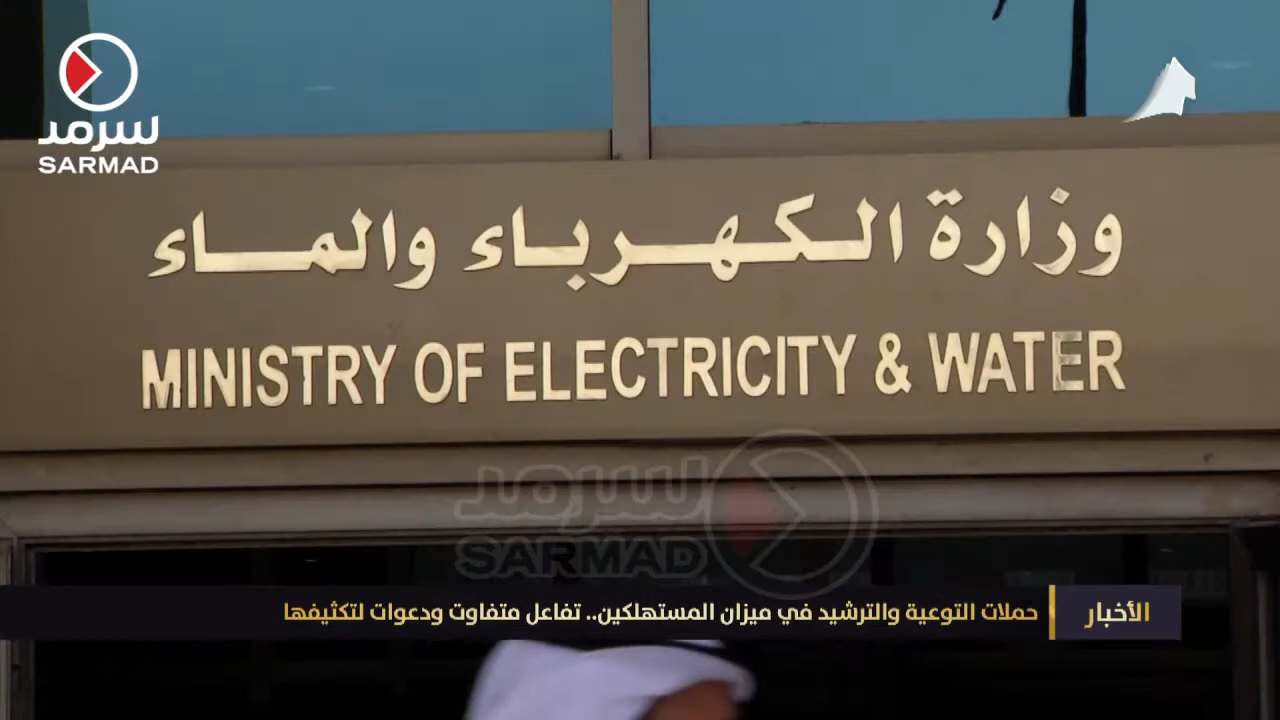 سرمد
SARMAD
وزارة الكهرباء والماء
MINISTRY OF ELECTRICITY & WATER
سرمد
SARMAD
الأخبار
حملات التوعية والترشيد في ميزان المستهلكين.. تفاعل متفاوت ودعوات لتكثيفها